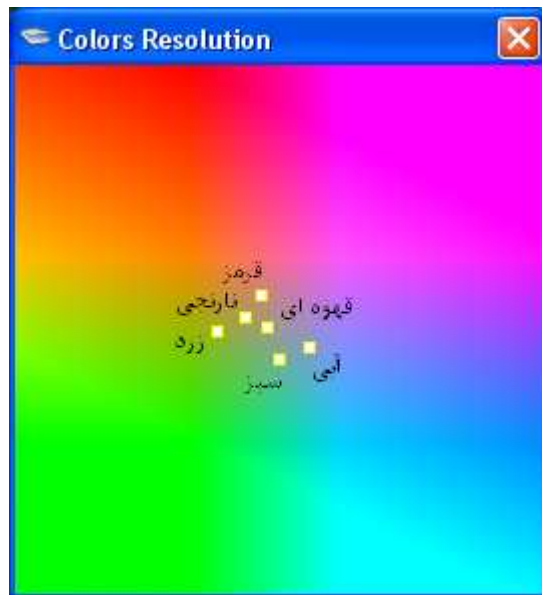 Colors Resolution
قرمز
نارنجی
قهوه ای
زرد
آبی
سبز